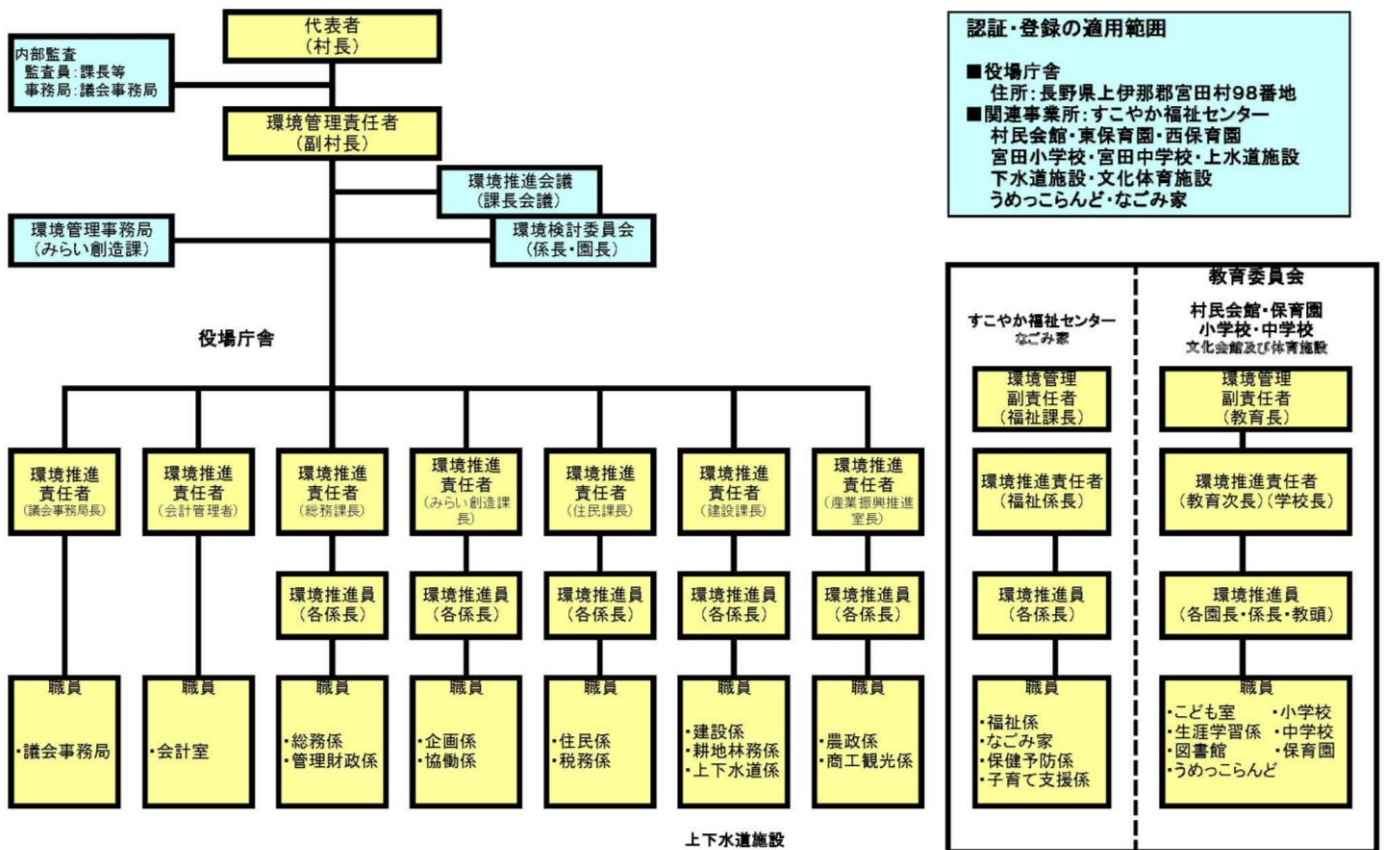 代表者
(村長)
内部監査
監査員:課長等
事務局:議会事務局
環境管理責任者
(副村長)
環境推進会議
(課長会議)
環境管理事務局
(みらい創造課)
環境検討委員会
(係長・園長)
認証・登録の適用範囲
■役場庁舎
住所:長野県上伊那郡宮田村98番地
■関連事業所:すこやか福祉センター
村民会館・東保育園・西保育園
宮田小学校・宮田中学校・上水道施設
下水道施設・文化体育施設
うめっこらんど・なごみ家
役場庁舎
環境推進
責任者
(議会事務局長)
環境推進
責任者
(会計管理者)
環境推進
責任者
(総務課長)
環境推進
責任者
(みらい創造課
長)
環境推進
責任者
(住民課長)
環境推進
責任者
(建設課長)
環境推進
責任者
(産業振興推進
室長)
環境推進員
(各係長)
環境推進員
(各係長)
環境推進員
(各係長)
環境推進員
(各係長)
環境推進員
(各係長)
職員
・議会事務局
職員
・会計室
職員
・総務係
・管理財政係
職員
・企画係
・協働係
職員
・住民係
・税務係
職員
・建設係
・耕地林務係
・上下水道係
職員
・農政係
・商工観光係
上下水道施設
すこやか福祉センター
なごみ家
環境管理
副責任者
(福祉課長)
環境推進責任者
(福祉係長)
環境推進員
(各係長)
職員
・福祉係
・なごみ家
・保健予防係
・子育て支援係
教育委員会
村民会館・保育園
小学校・中学校
文化会館及び体育施設
環境管理
副責任者
(教育長)
環境推進責任者
(教育次長)(学校長)
環境推進員
(各園長・係長・教頭)
職員
・こども室 ・小学校
・生涯学習係 ・中学校
・図書館 ・保育園
・うめっこらんど